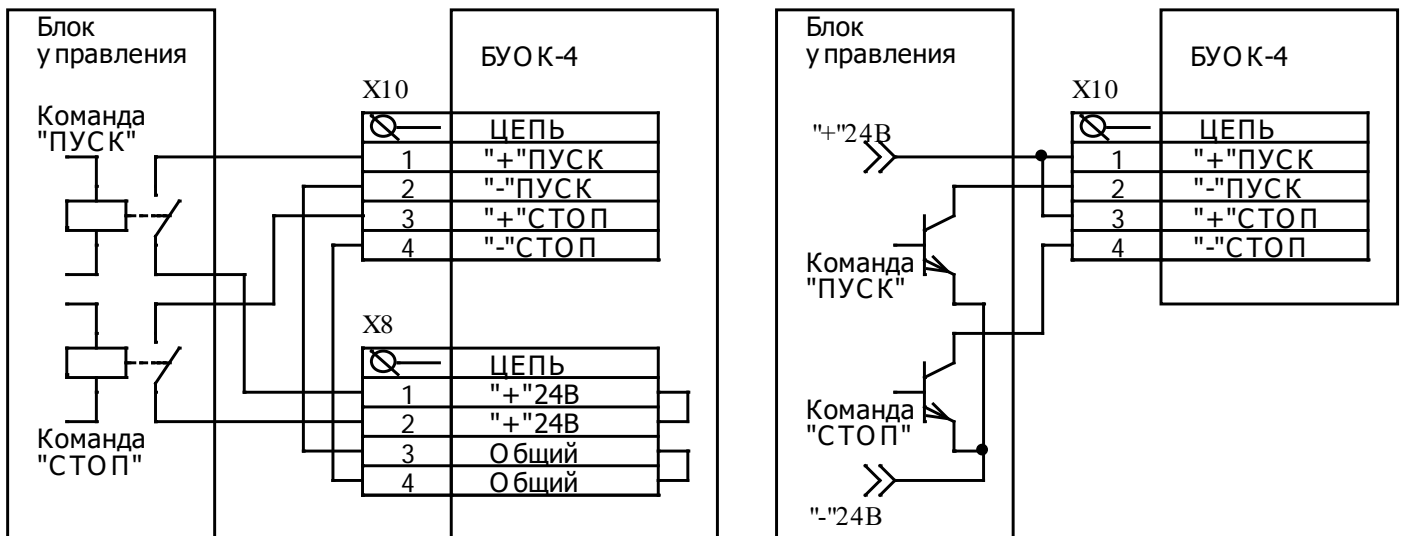 Блок
управления
БУОК-4
X10
Команда
"ПУСК"
ЦЕПЬ
1 "+"ПУСК
2 "-"ПУСК
3 "+"СТОП
4 "-"СТОП
X8
ЦЕПЬ
1 "+"24В
2 "+"24В
3 Общий
4 Общий
Команда
"СТОП"
Блок
управления
БУОК-4
X10
"+"24В
ЦЕПЬ
1 "+"ПУСК
2 "-"ПУСК
3 "+"СТОП
4 "-"СТОП
Команда
"ПУСК"
Команда
"СТОП"
"-"24В